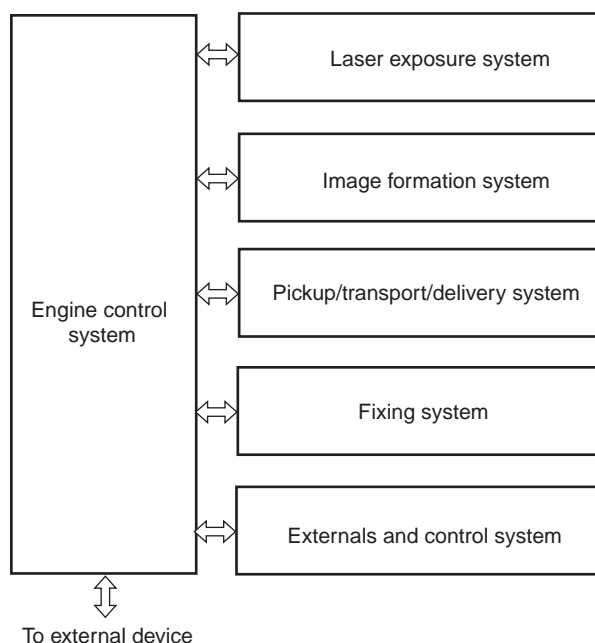 Laser exposure system
Image formation system
Pickup/transport/delivery system
Engine control
system
Fixing system
Externals and control system
To external device